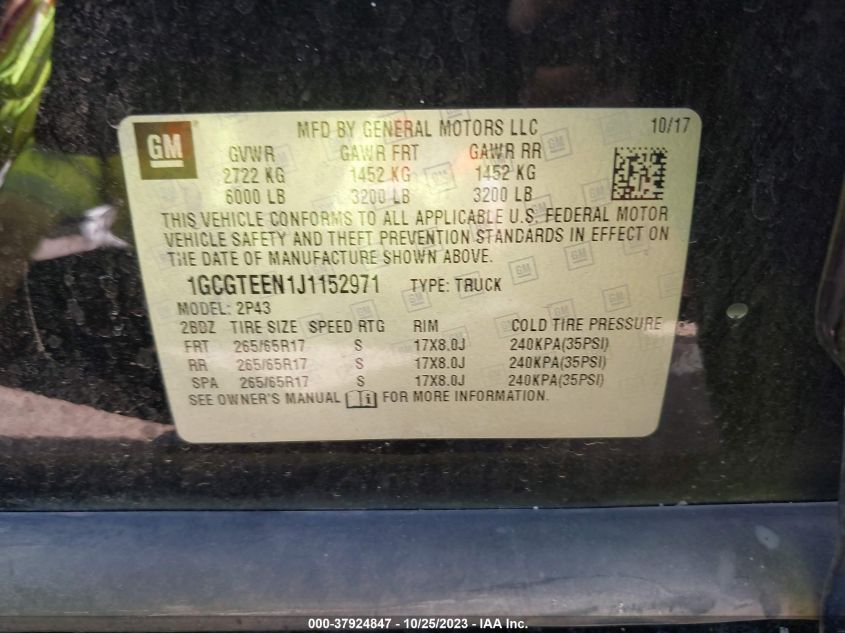 GM
MFD BY GENERAL MOTORS LLC 10/17
GVWR GAWR FRT GAWR RR
2722 KG 1452 KG 1452 KG
6000 LB 3200 LB 3200 LB
THIS VEHICLE CONFORMS TO ALL APPLICABLE U.S. FEDERAL MOTOR
VEHICLE SAFETY AND THEFT PREVENTION STANDARDS IN EFFECT ON
THE DATE OF MANUFACTURE SHOWN ABOVE.
1GCGTEEN1J1152971 TYPE: TRUCK
MODEL: 2P43
2BDZ TIRE SIZE SPEED RTG RIM COLD TIRE PRESSURE
FRT 265/65R17 S 17X8.0J 240KPA(35PSI)
RR 265/65R17 S 17X8.0J 240KPA(35PSI)
SPA 265/65R17 S 17X8.0J 240KPA(35PSI)
SEE OWNER'S MANUAL FOR MORE INFORMATION.
000-37924847 - 10/25/2023 - IAA Inc.